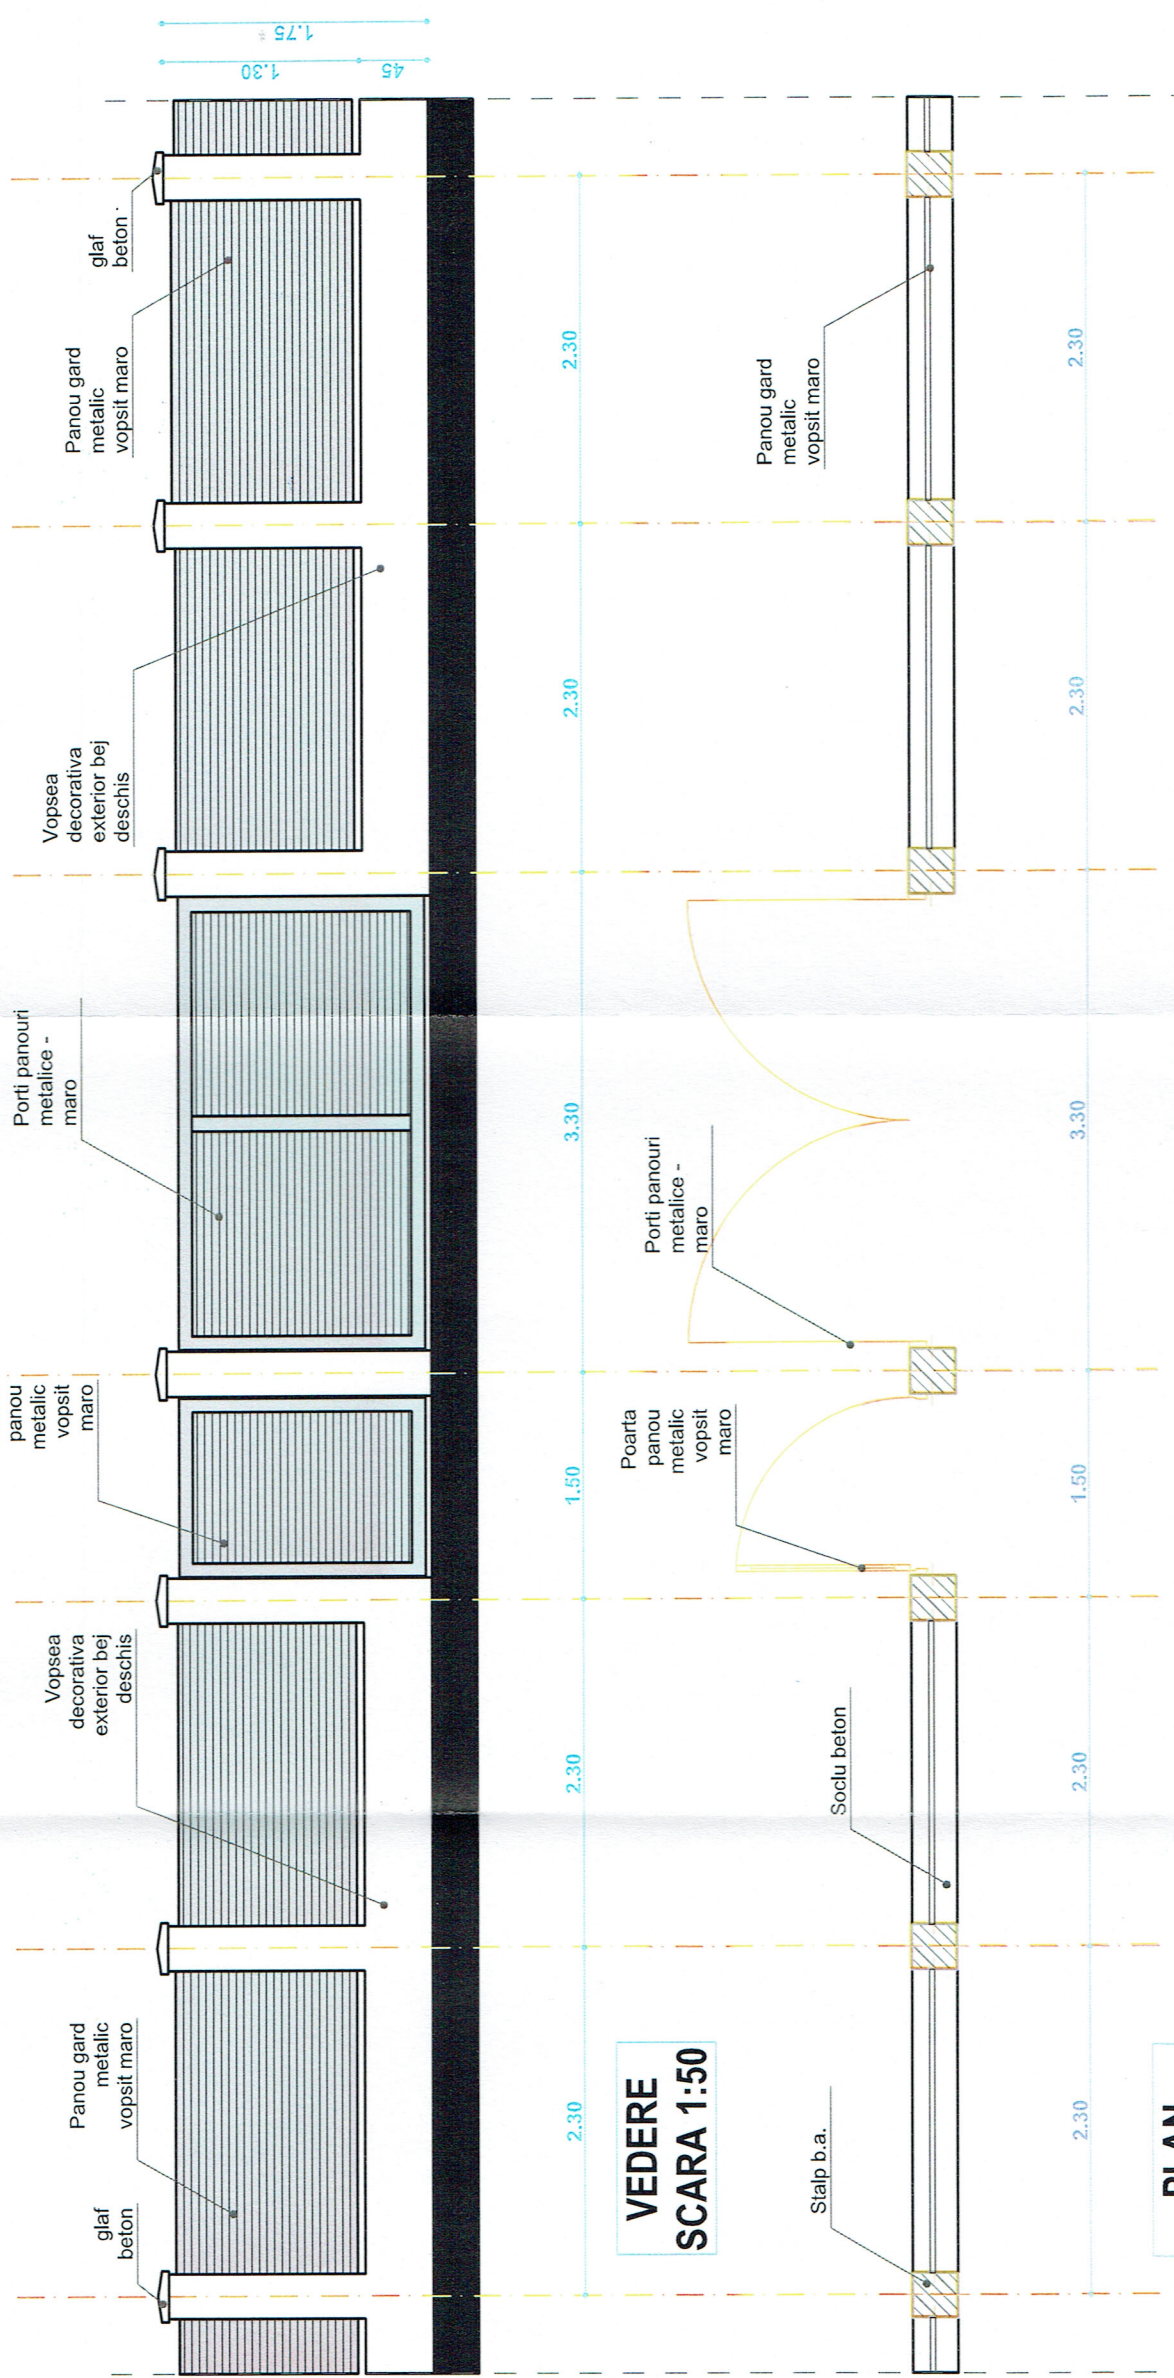 glaf
beton
Panou gard
metalic
vopsit maro
Vopsea
decorativa
exterior bej
deschis
panou
metalic
vopsit
maro
Porti panouri
metalice -
maro
Vopsea
decorativa
exterior bej
deschis
Panou gard
metalic
vopsit maro
glaf
beton
1.30
45
1.75
2.30
2.30
1.50
3.30
2.30
2.30
VEDERE
SCARA 1:50
Stalp b.a.
Soclu beton
Poarta
panou
metalic
vopsit
maro
Porti panouri
metalice -
maro
Panou gard
metalic
vopsit maro
2.30
2.30
1.50
3.30
2.30
2.30
PLAN